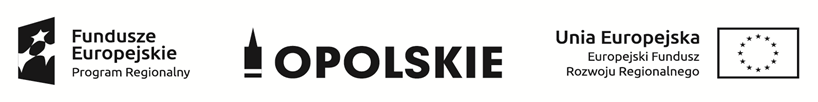 Fundusze
Europejskie
Program Regionalny
OPOLSKIE
Unia Europejska
Europejski Fundusz
Rozwoju Regionalnego